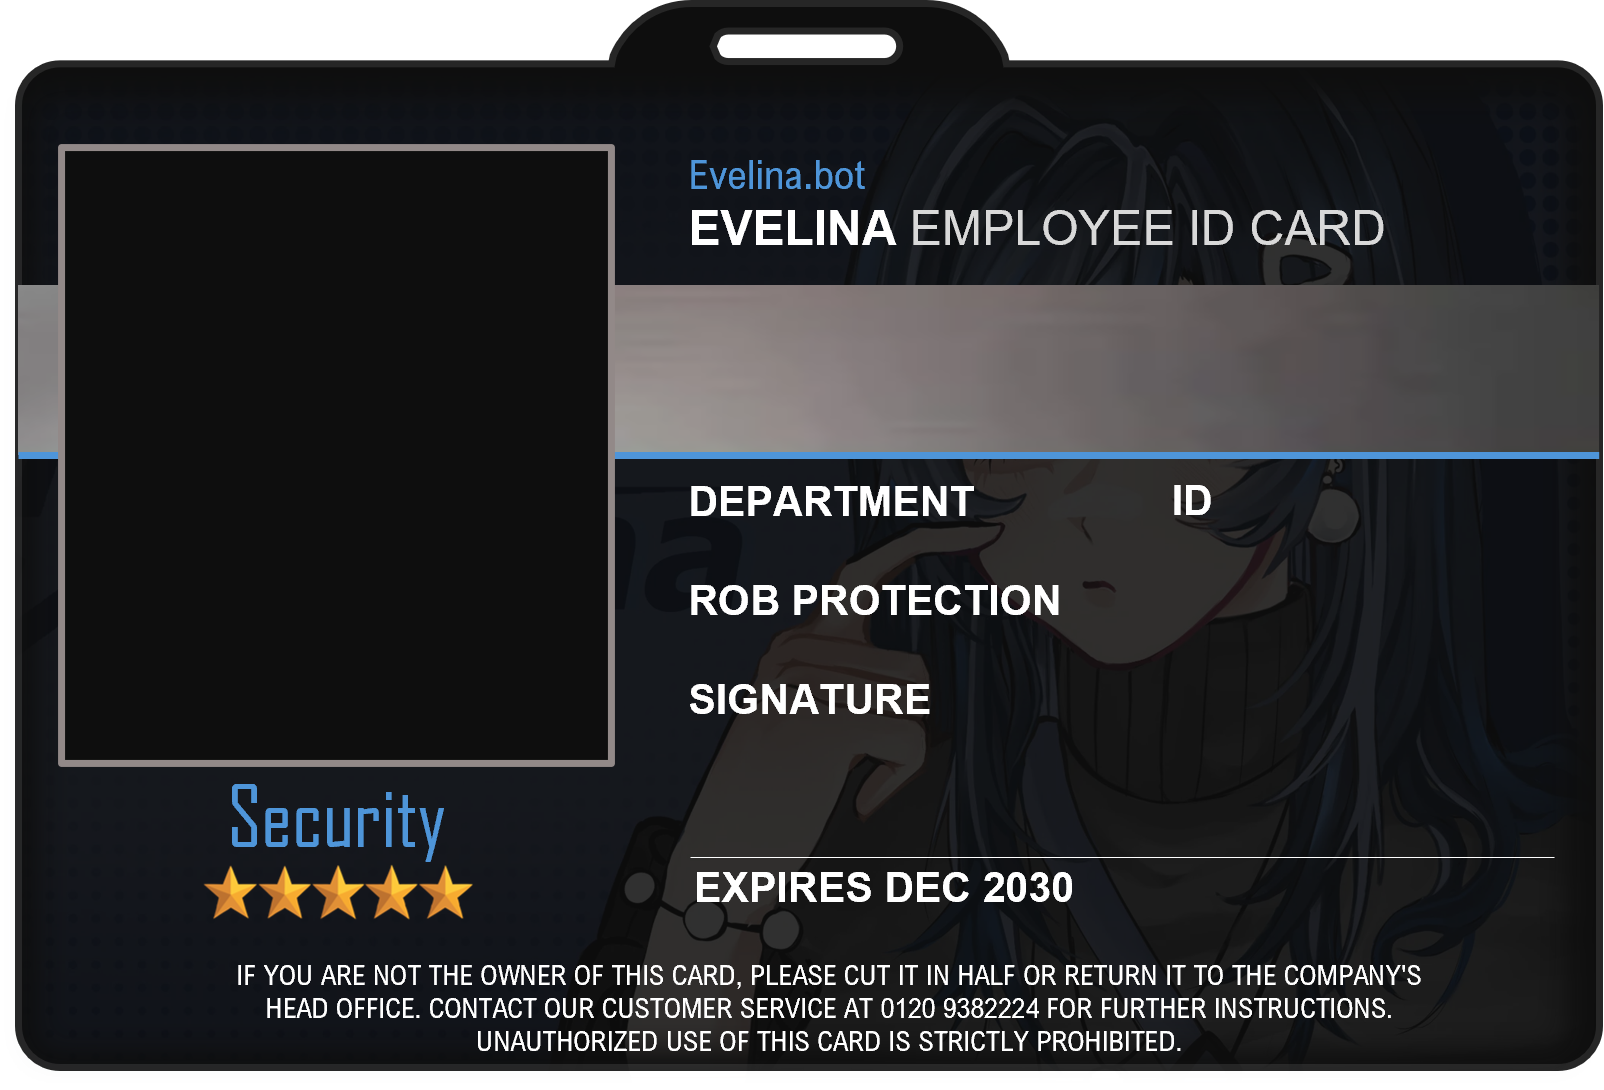 Evelina.bot
EVELINA EMPLOYEE ID CARD
DEPARTMENT ID
ROB PROTECTION
SIGNATURE
Security
EXPIRES DEC 2030
IF YOU ARE NOT THE OWNER OF THIS CARD, PLEASE CUT IT IN HALF OR RETURN IT TO THE COMPANY'S
HEAD OFFICE. CONTACT OUR CUSTOMER SERVICE AT 0120 9382224 FOR FURTHER INSTRUCTIONS.
UNAUTHORIZED USE OF THIS CARD IS STRICTLY PROHIBITED.